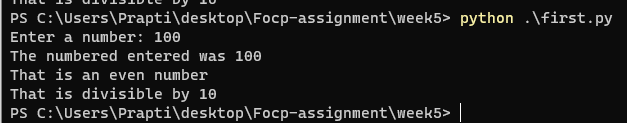 That is divisible by 10
PS C:\Users\Prapti\desktop\Focp-assignment\week5> python .\first.py
Enter a number: 100
The numbered entered was 100
That is an even number
That is divisible by 10
PS C:\Users\Prapti\desktop\Focp-assignment\week5>